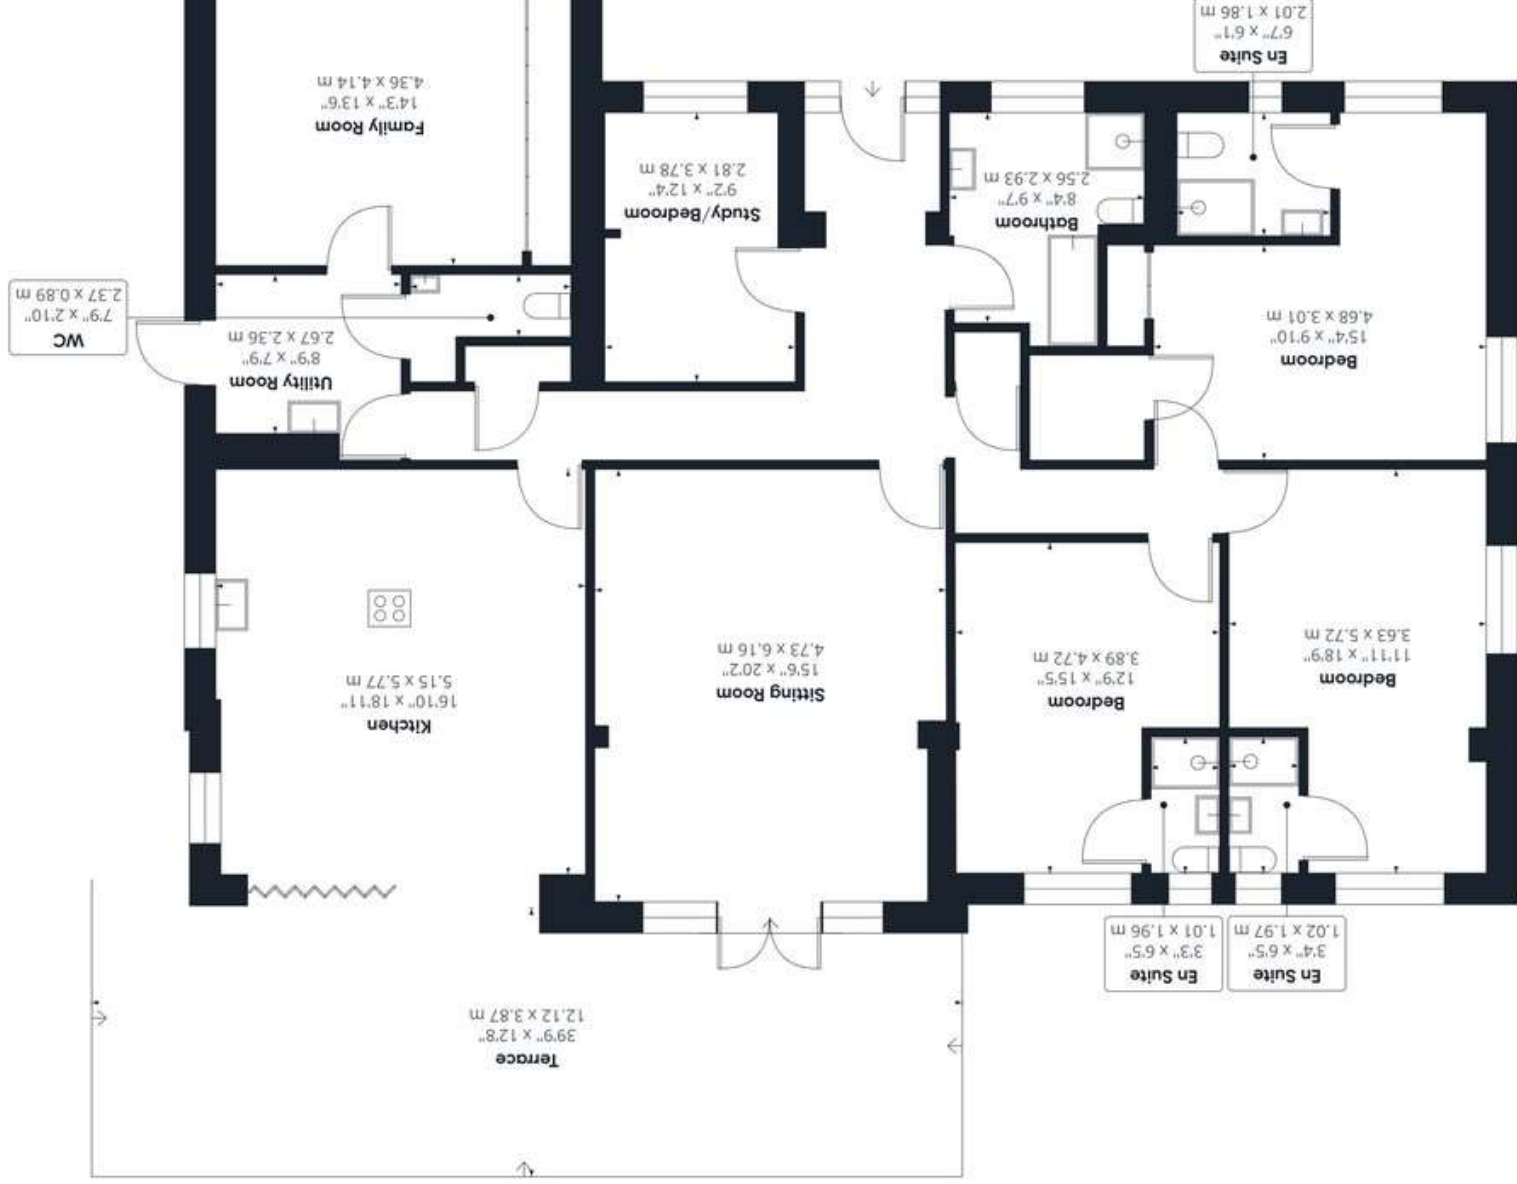 Terrace
39'9" x 12'8"
12.12 x 3.87 m
En Suite
3'4" x 6'5"
1.02 x 1.97 m
En Suite
3'3" x 6'5"
1.01 x 1.96 m
Bedroom
11'11" x 18'9"
3.63 x 5.72 m
Bedroom
12'9" x 15'5"
3.89 x 4.72 m
Sitting Room
15'6" x 20'2"
4.73 x 6.16 m
Kitchen
16'10" x 18'11"
5.15 x 5.77 m
Bedroom
15'4" x 9'10"
4.68 x 3.01 m
Utility Room
8'9" x 7'9"
2.67 x 2.36 m
WC
7'9" x 2'10"
2.37 x 0.89 m
Bathroom
8'4" x 9'7"
2.56 x 2.93 m
Study/Bedroom
9'2" x 12'4"
2.81 x 3.78 m
Family Room
14'3" x 13'6"
4.36 x 4.14 m
En Suite
6'7" x 6'1"
2.01 x 1.86 m